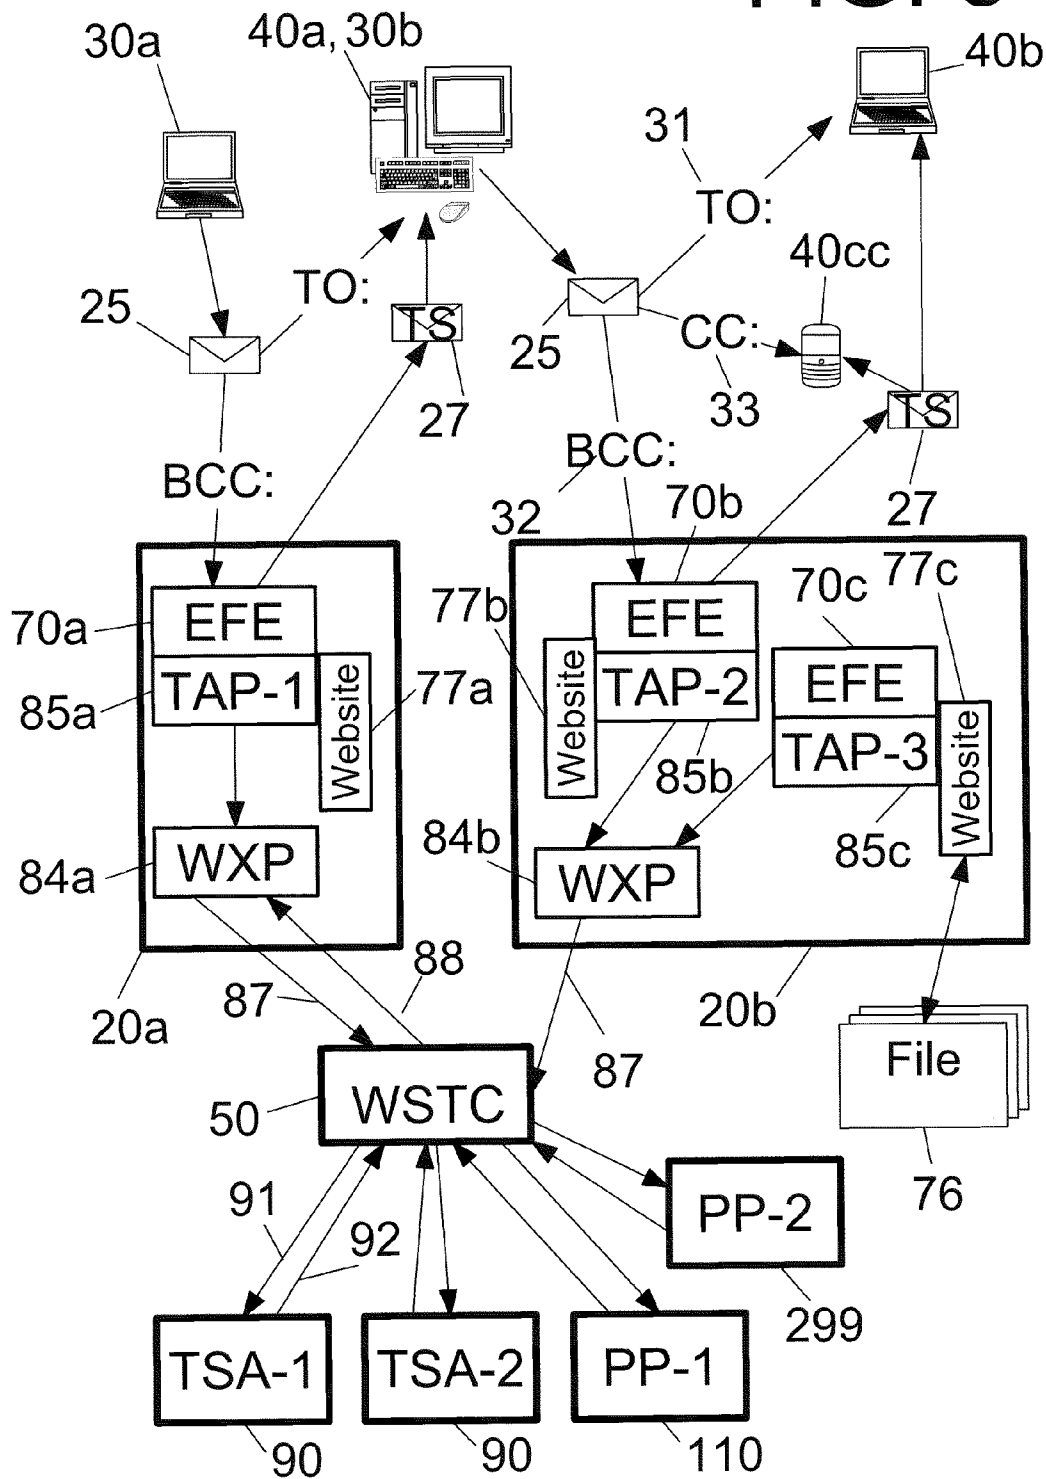 30a
40a, 30b
40b
31
TO:
40cc
TO:
25
TS
25
CC:
33
TS
27
BCC:
BCC:
32
70b
27
77c
70c
77b
70a
EFE
EFE
EFE
77a
85a
TAP-1
Website
Website
TAP-2
TAP-3
Website
85b
85c
84b
84a
WXP
WXP
88
87
20a
20b
87
File
50
WSTC
76
91
92
PP-2
299
TSA-1
TSA-2
PP-1
90
90
110